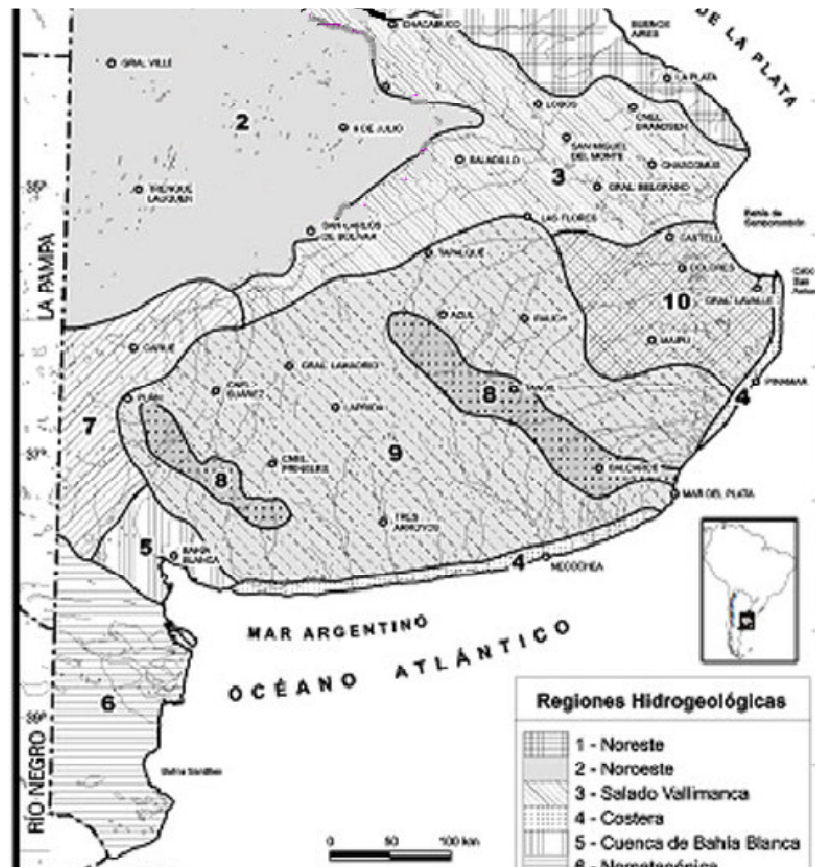 CHACABUCO
BUENOS
AIRES
DE LA PLATA
GRAL VILLE
LA PLATA
2
9 DE JULIO
LOBOS
CNEL
BRANDSEN
SAN MIGUEL
DEL MONTE
CHASCOMUS
SALADILLO
3
GRAL BELGRANO
TRENQUE
LAUQUEN
LAS FLORES
SAN CARLOS
DE BOLIVAR
Bahía de
CASTELLI
TAPALQUE
DOLORES
LA PAMPA
10
GRAL LAVALLE
Cabo
San
AZUL
RAUCH
MAIPU
CARHUE
GRAL LAMADRID
CNEL
SUAREZ
8
TANDIL
4
PINAMAR
PUAN
LAPRIDA
7
9
CNEL
PRINGLES
8
BALCARCE
MAR DEL PLATA
TRES
ARROYOS
5
BAHIA
BLANCA
4
NECOCHEA
MAR ARGENTINO
OCÉANO ATLÁNTICO
6
RÍO NEGRO
Regiones Hidrogeológicas
1 - Noreste
2 - Noroeste
3 - Salado Vallimanca
4 - Costera
5 - Cuenca de Bahía Blanca
0 50 100 km